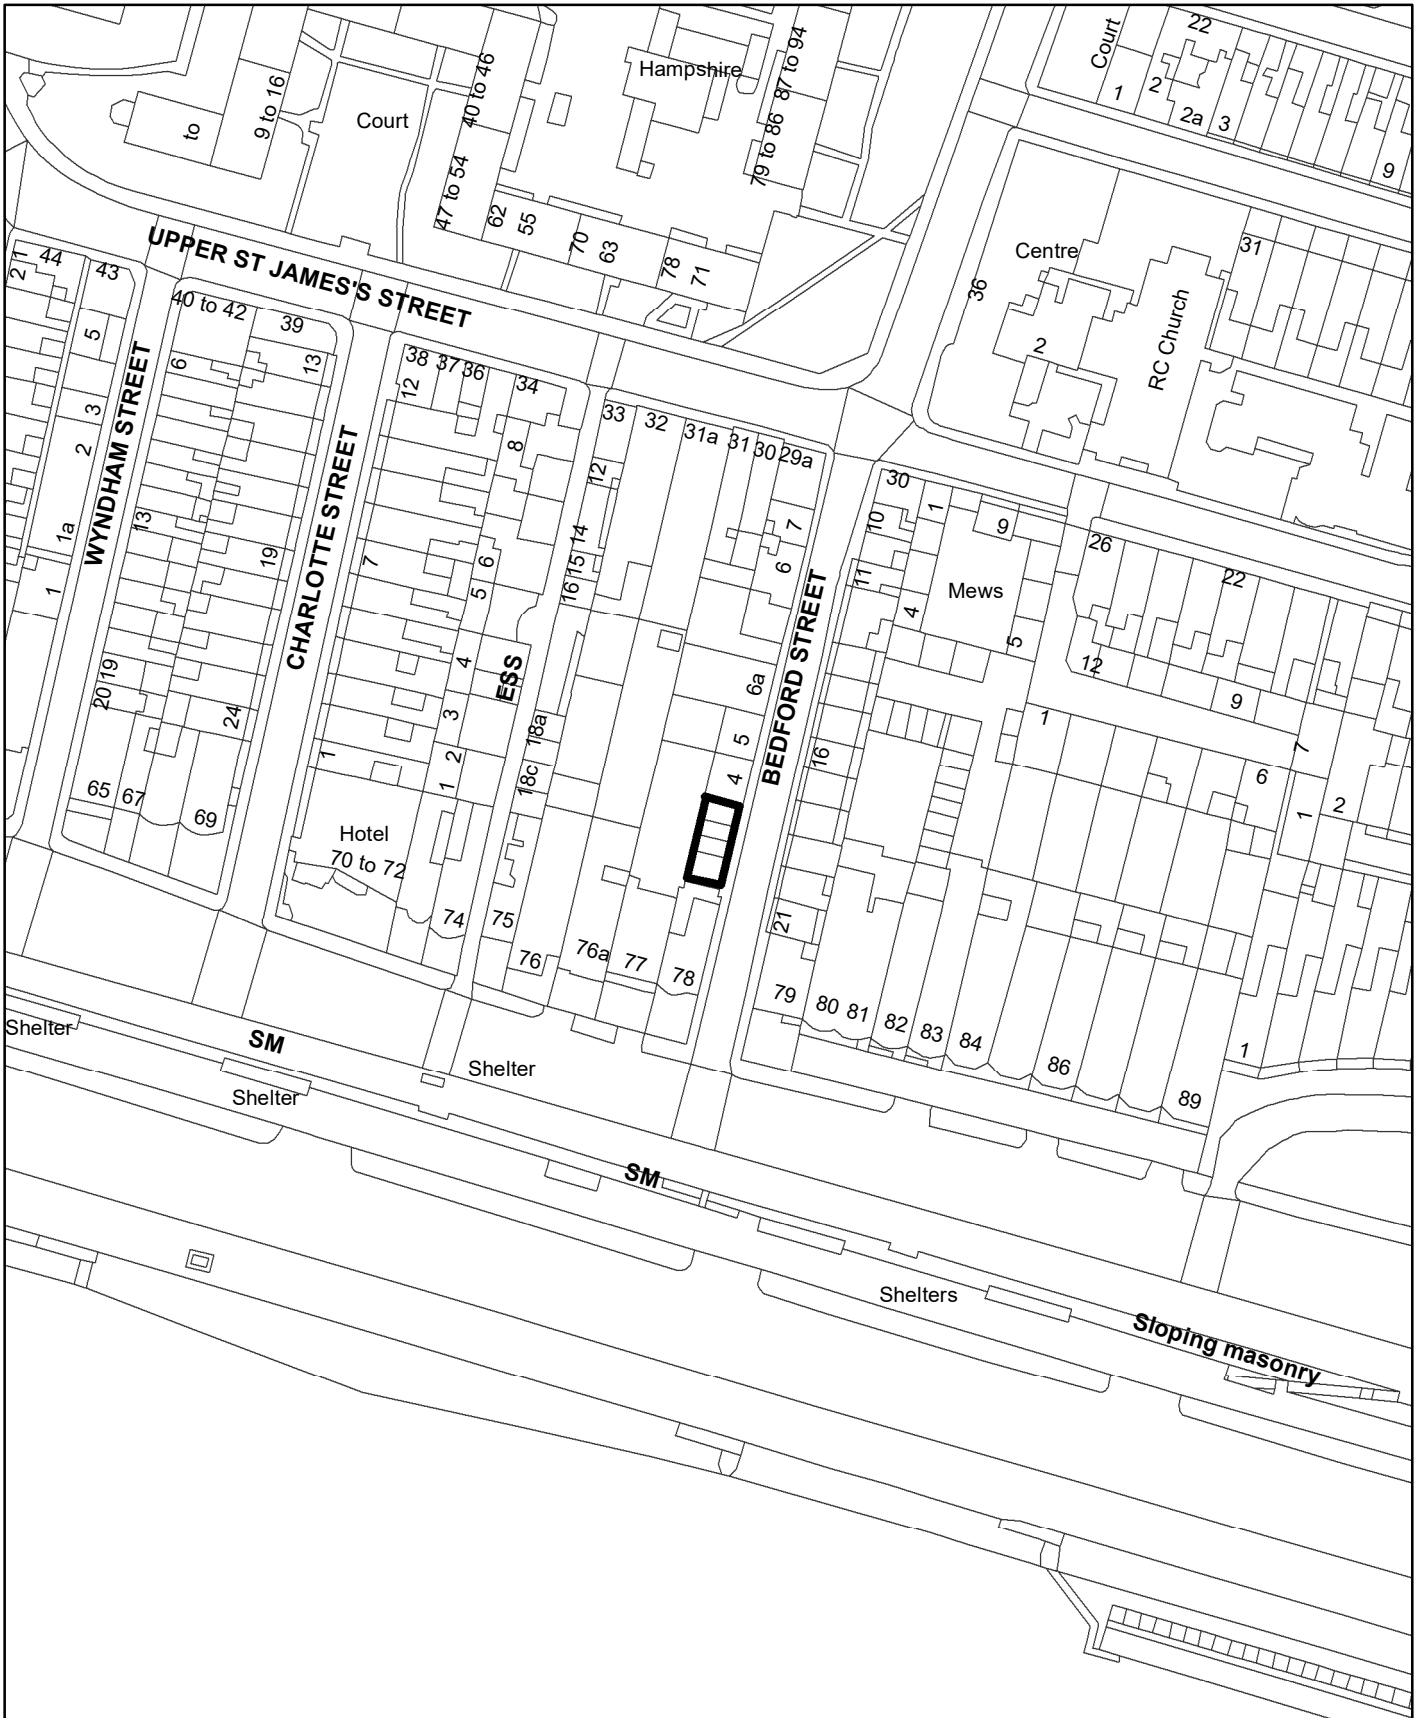 Court
22
1
2
2a
3
9
Hampshire
40 to 46
87 to 94
79 to 86
9 to 16
to
Court
47 to 54
62
55
70
63
78
71
UPPER ST JAMES'S STREET
36
Centre
2
RC Church
31
2
1
44
43
5
3
2
1a
1
WYNDHAM STREET
40 to 42
39
6
13
13
19
19
20
24
65
67
69
CHARLOTTE STREET
38
37
36
34
12
8
7
6
5
4
3
2
1
1
ESS
33
32
31a
31
30
29a
12
14
15
16
18a
18c
7
6
6a
5
4
BEDFORD STREET
30
1
9
10
11
4
Mews
5
16
21
26
22
12
9
1
7
6
1
2
Hotel
70 to 72
74
75
76
76a
77
78
79
80
81
82
83
84
86
89
1
Shelter
SM
Shelter
Shelter
SM
Shelters
Sloping masonry